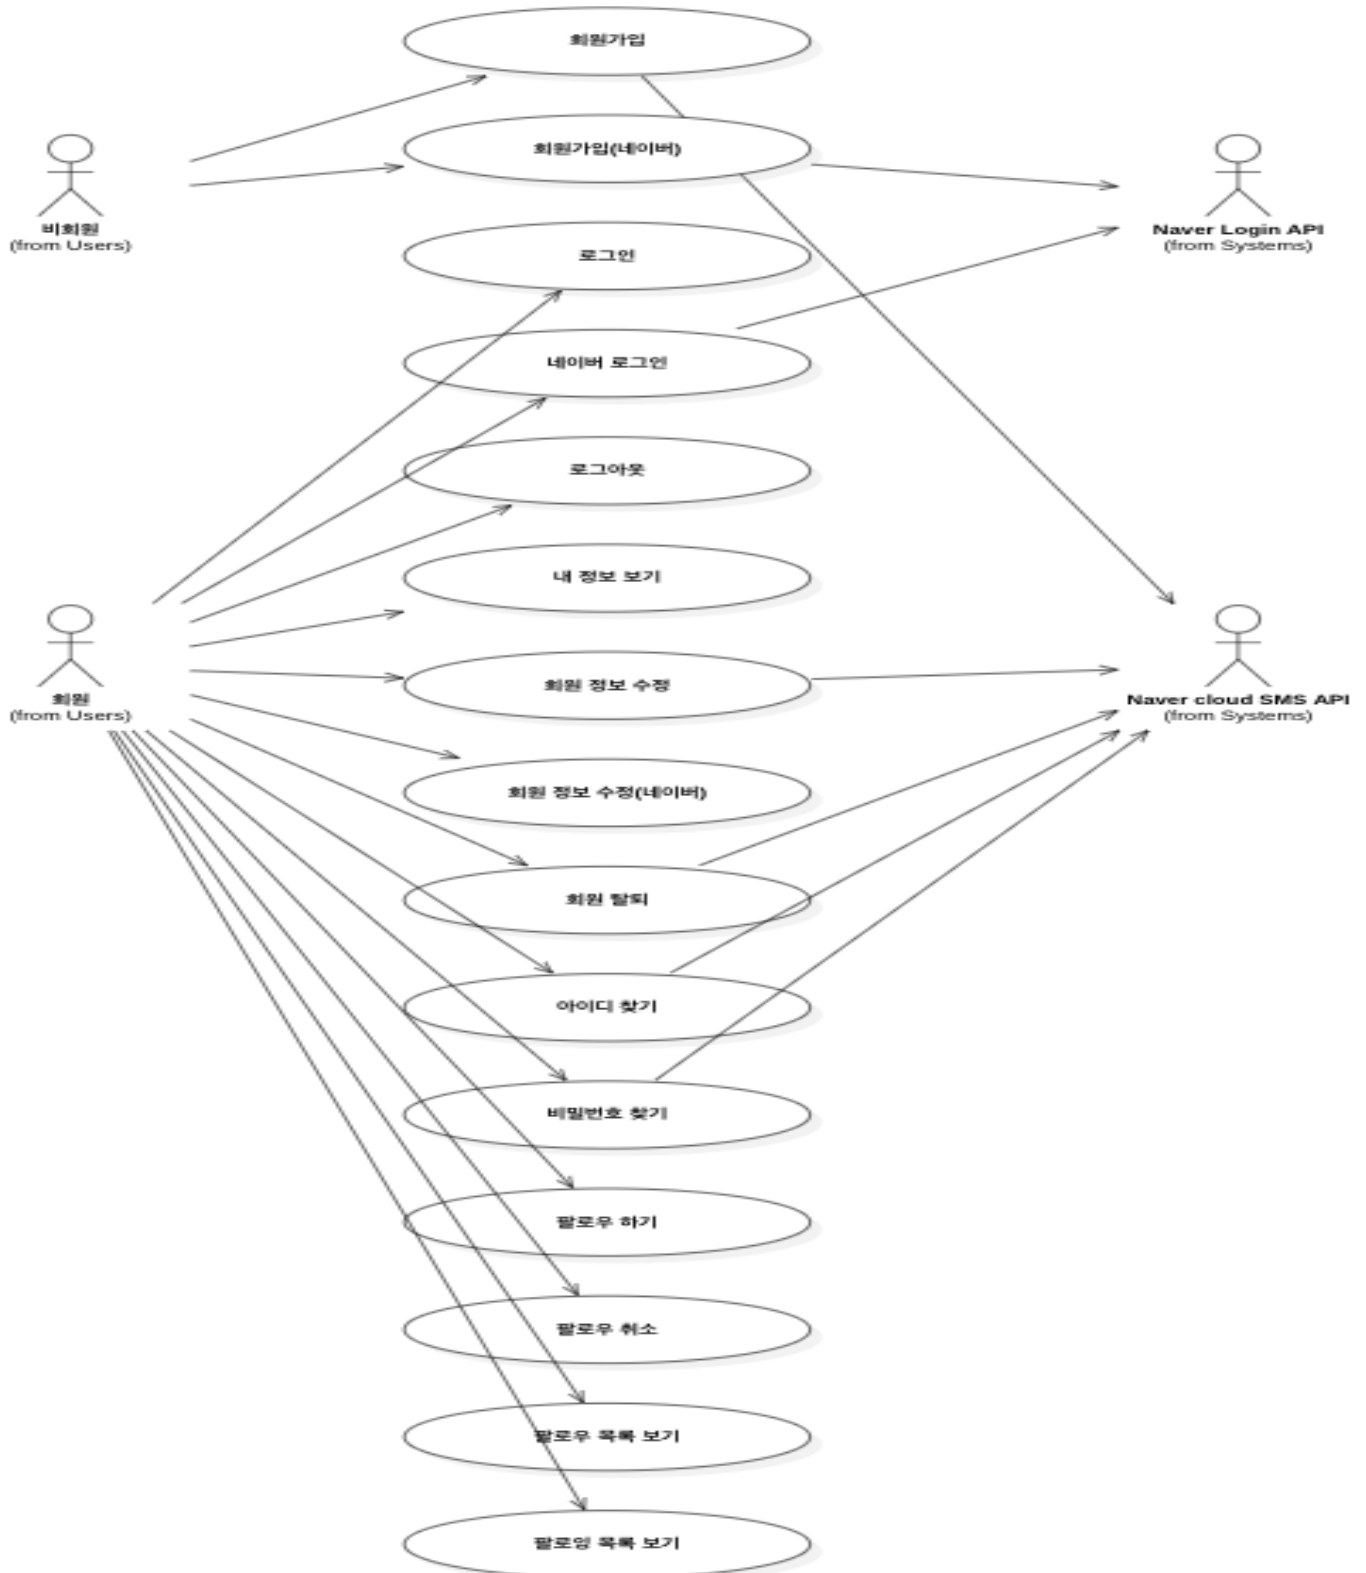 회원가입
회원가입(네이버)
비회원
(from Users)
Naver Login API
(from Systems)
로그인
네이버 로그인
로그아웃
내 정보 보기
회원 정보 수정
회원
(from Users)
Naver cloud SMS API
(from Systems)
회원 정보 수정(네이버)
회원 탈퇴
아이디 찾기
비밀번호 찾기
팔로우 하기
팔로우 취소
팔로우 목록 보기
팔로잉 목록 보기